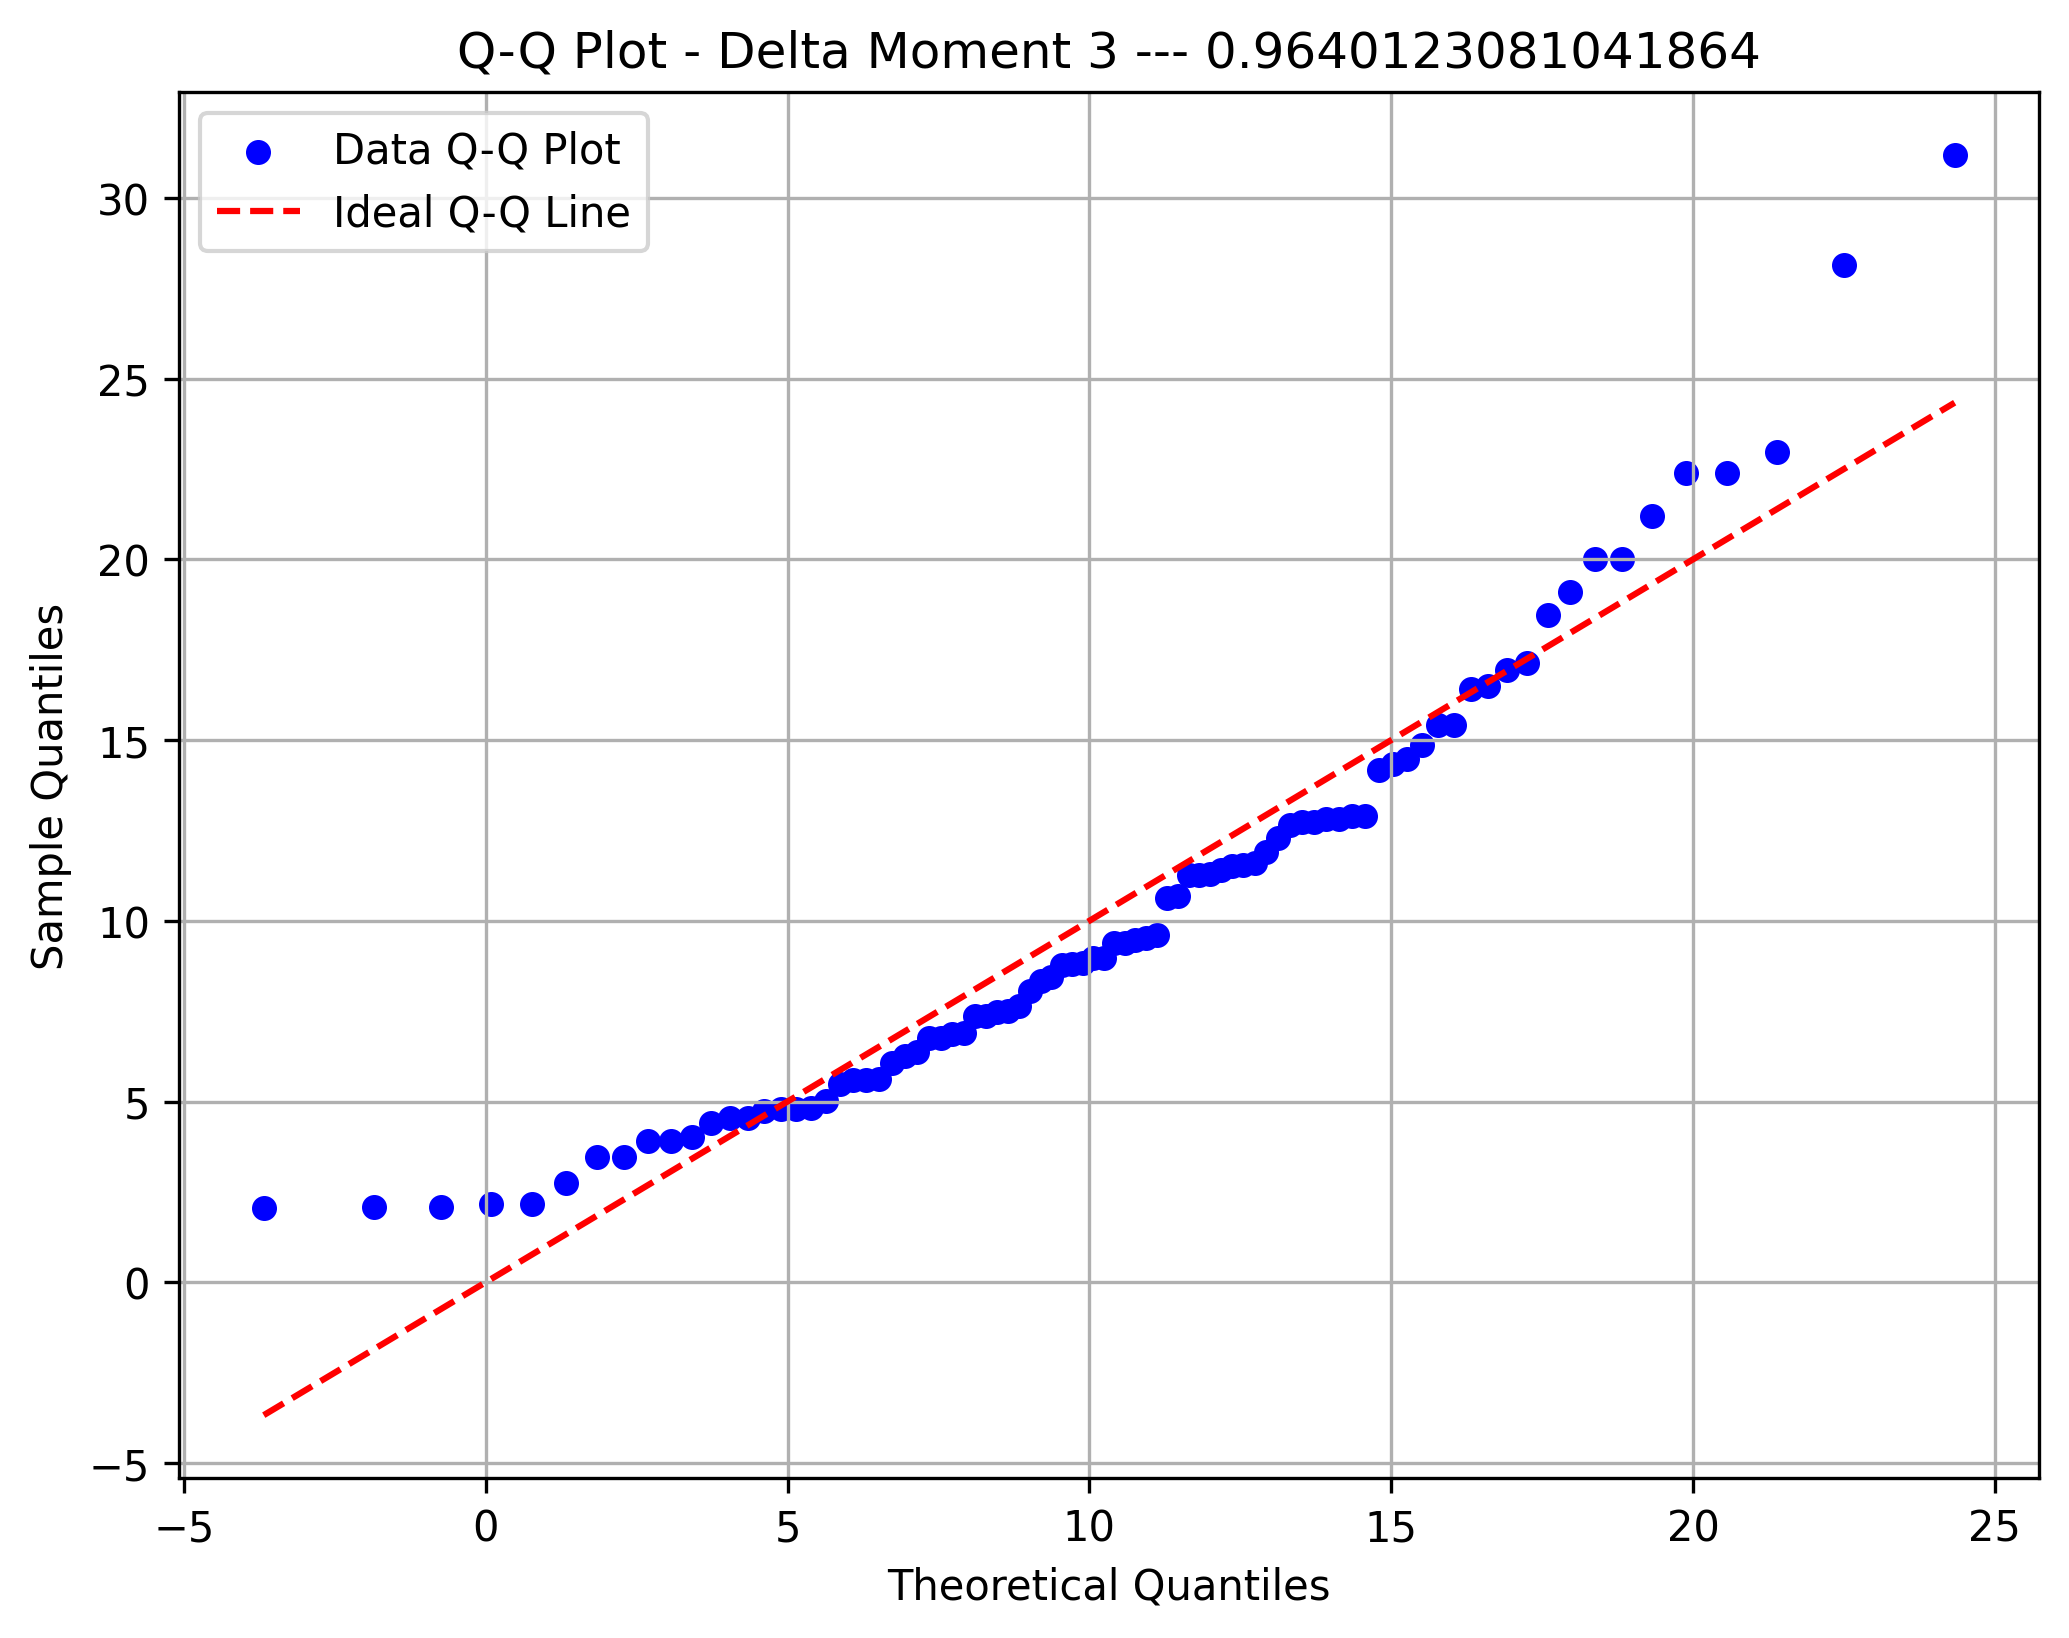 Q-Q Plot - Delta Moment 3 --- 0.9640123081041864
Data Q-Q Plot
Ideal Q-Q Line
30
25
20
15
10
5
0
−5
Sample Quantiles
−5 0 5 10 15 20 25
Theoretical Quantiles